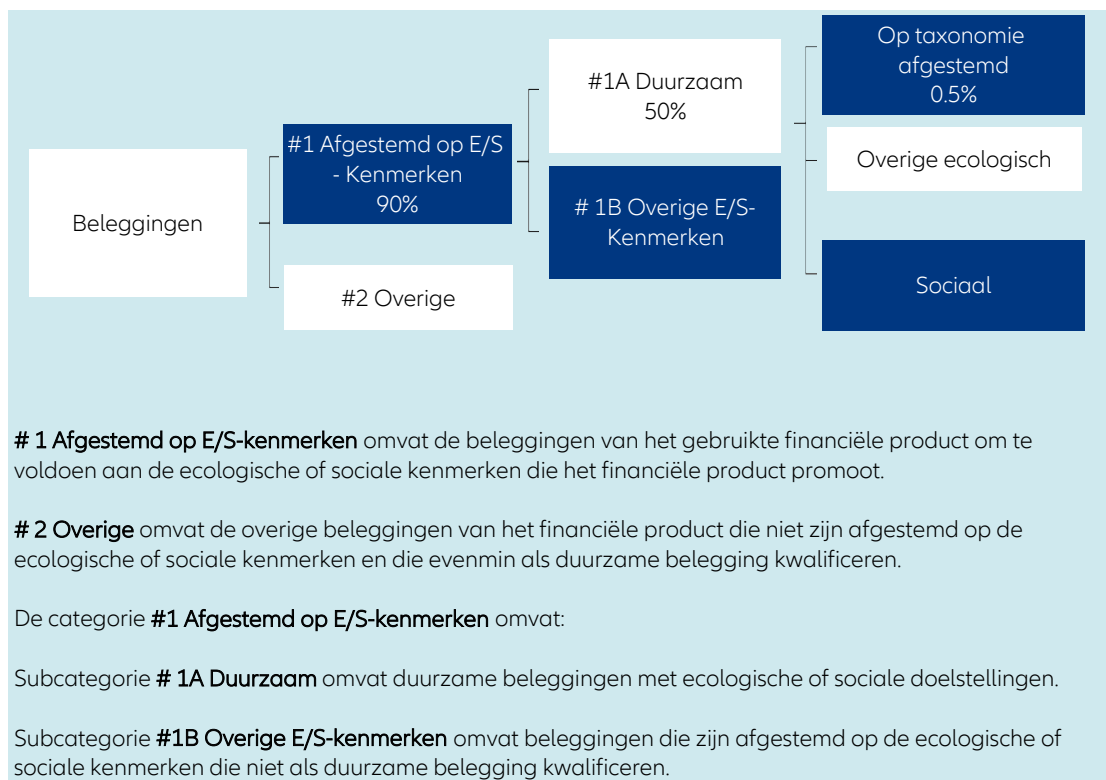 Beleggingen
#1 Afgestemd op E/S
- Kenmerken
90%
#2 Overige
#1A Duurzaam
50%
# 1B Overige E/S-
Kenmerken
Op taxonomie
afgestemd
0.5%
Overige ecologisch
Sociaal
# 1 Afgestemd op E/S-kenmerken omvat de beleggingen van het gebruikte financiële product om te
voldoen aan de ecologische of sociale kenmerken die het financiële product promoot.
# 2 Overige omvat de overige beleggingen van het financiële product die niet zijn afgestemd op de
ecologische of sociale kenmerken en die evenmin als duurzame belegging kwalificeren.
De categorie #1 Afgestemd op E/S-kenmerken omvat:
Subcategorie # 1A Duurzaam omvat duurzame beleggingen met ecologische of sociale doelstellingen.
Subcategorie #1B Overige E/S-kenmerken omvat beleggingen die zijn afgestemd op de ecologische of
sociale kenmerken die niet als duurzame belegging kwalificeren.